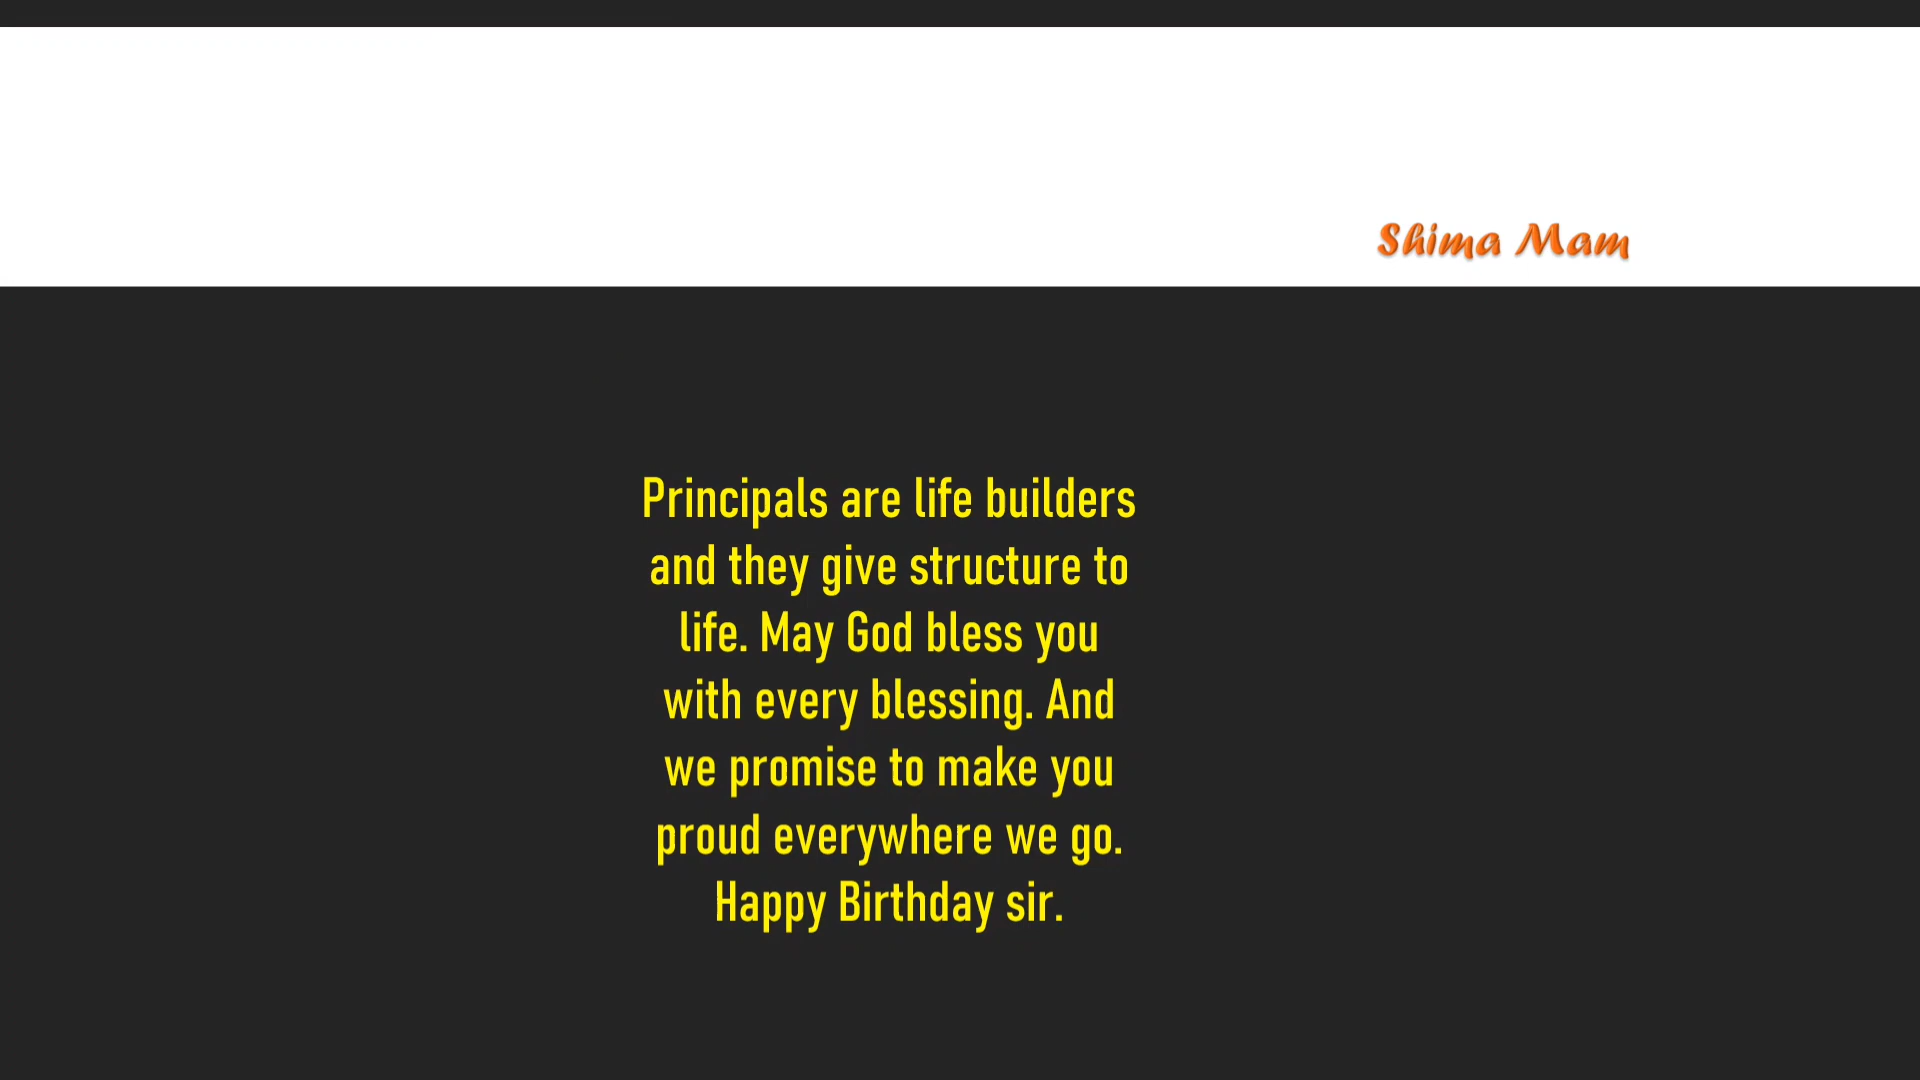 Shima Mam
Principals are life builders
and they give structure to
life. May God bless you
with every blessing. And
we promise to make you
proud everywhere we go.
Happy Birthday sir.